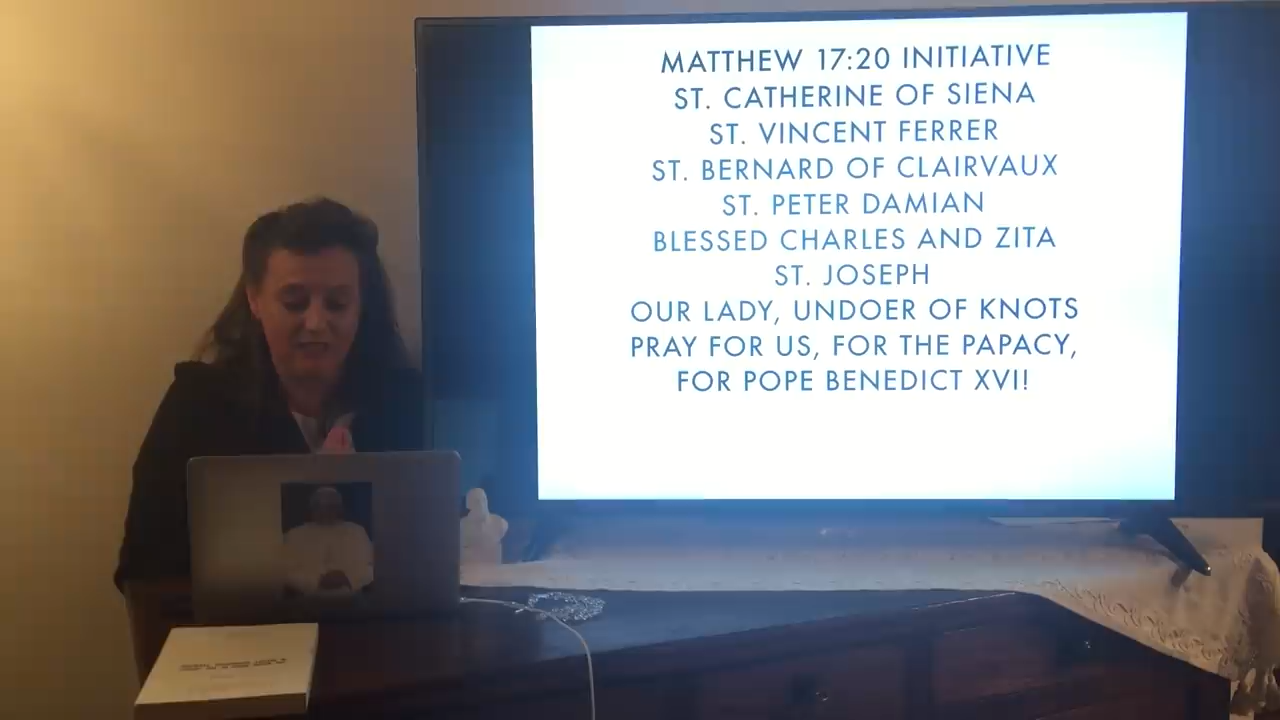 MATTHEW 17:20 INITIATIVE
ST. CATHERINE OF SIENA
ST. VINCENT FERRER
ST. BERNARD OF CLAIRVAUX
ST. PETER DAMIAN
BLESSED CHARLES AND ZITA
ST. JOSEPH
OUR LADY, UNDOER OF KNOTS
PRAY FOR US, FOR THE PAPACY,
FOR POPE BENEDICT XVI!